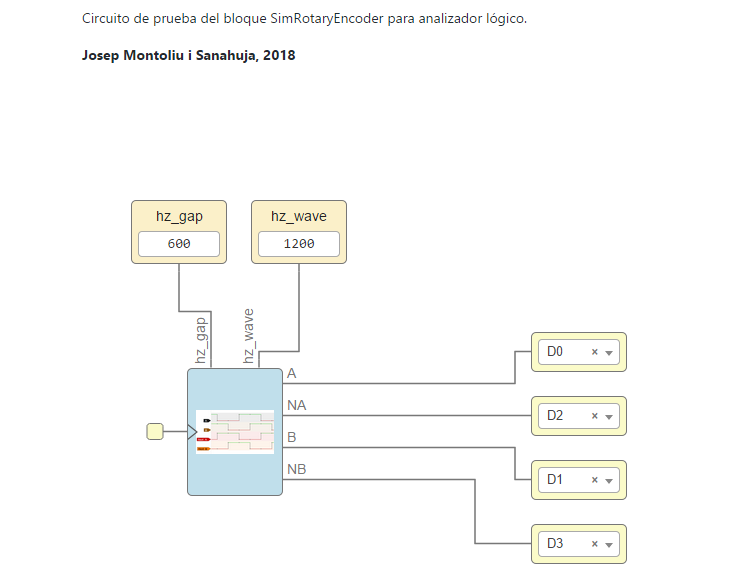 Circuito de prueba del bloque SimRotaryEncoder para analizador lógico.
Josep Montoliu i Sanahuja, 2018
hz_gap
600
hz_wave
1200
hz_gap
hz_wave
A
NA
B
NB
D0 ×
D2 ×
D1 ×
D3 ×